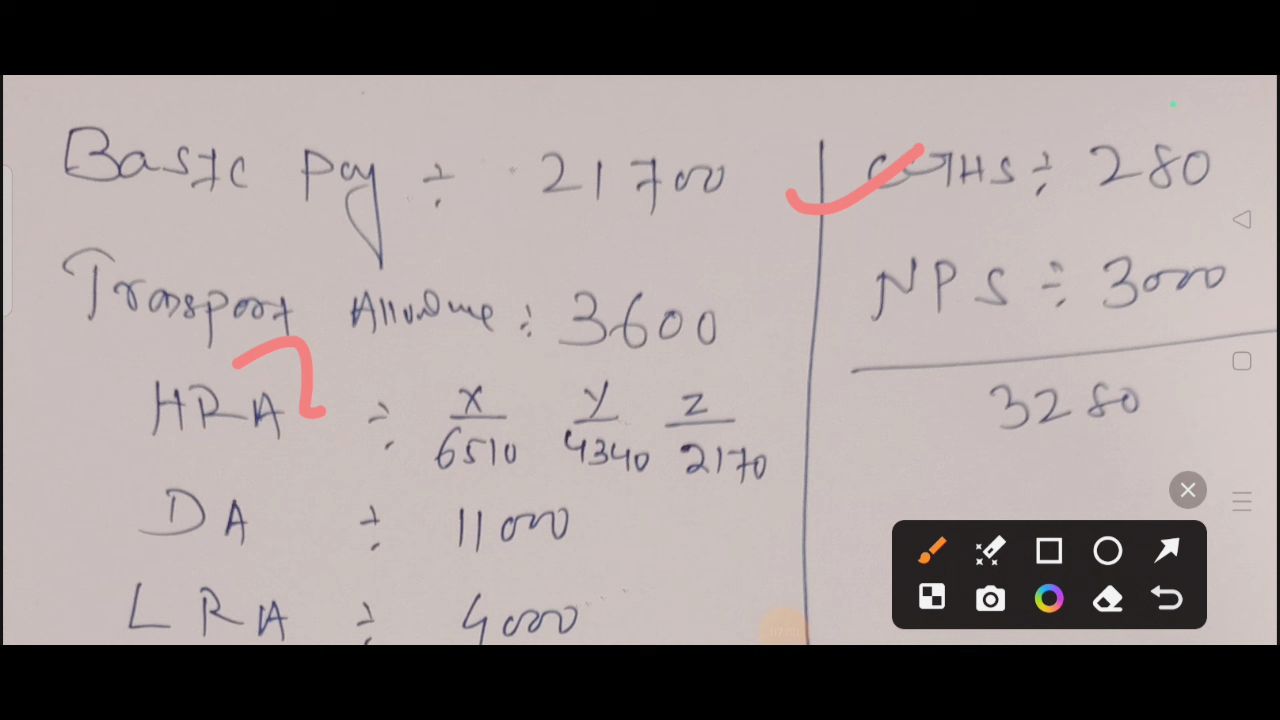 Basic Pay ÷ 21700
Transport Allowance ÷ 3600
HRA ÷ X Y Z
6510 4340 2170
DA ÷ 11000
LRA ÷ 4000
CGHS ÷ 280
NPS ÷ 3000
3280